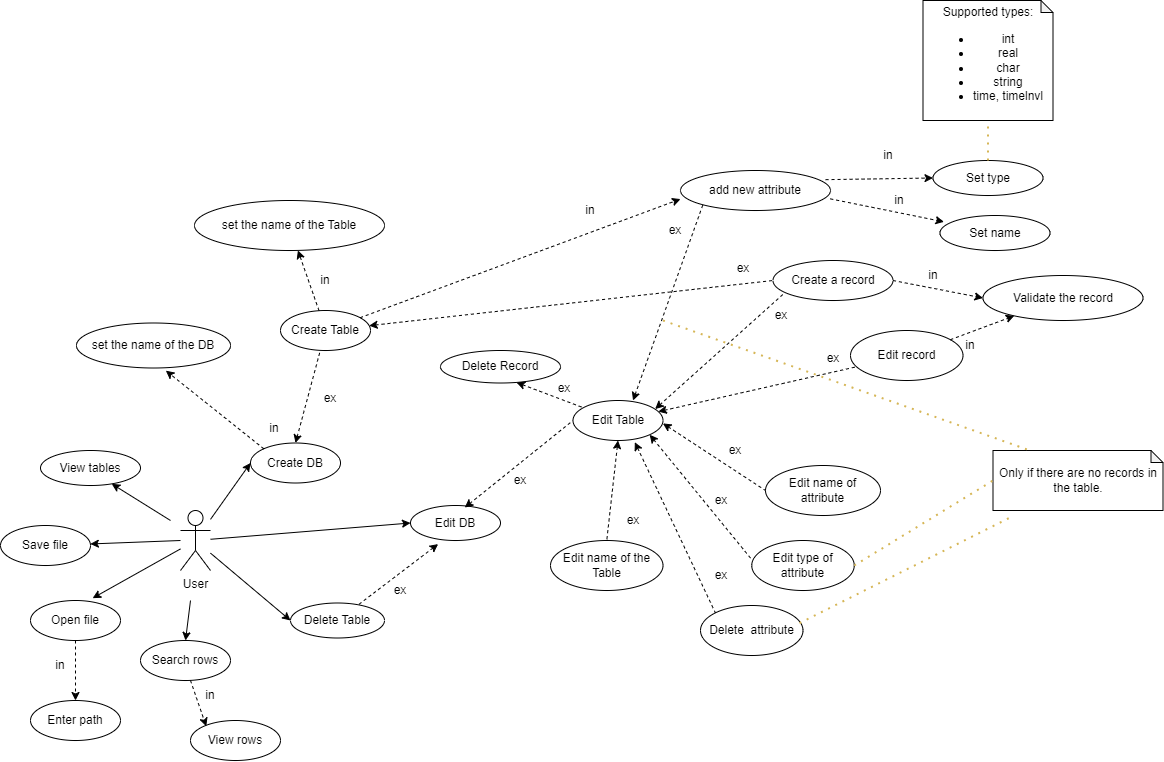 Supported types:
int
real
char
string
time, timeInvl
in
add new attribute
Set type
in
set the name of the Table
in
ex
Set name
ex
in
in
Create a record
Validate the record
Create Table
ex
set the name of the DB
in
Edit record
ex
Delete Record
ex
ex
in
Edit Table
ex
View tables
Create DB
Only if there are no records in
the table.
ex
Edit name of
attribute
ex
Edit DB
ex
Save file
Edit name of the
Table
Edit type of
attribute
User
ex
ex
Open file
Delete Table
Delete  attribute
in
Search rows
in
Enter path
View rows